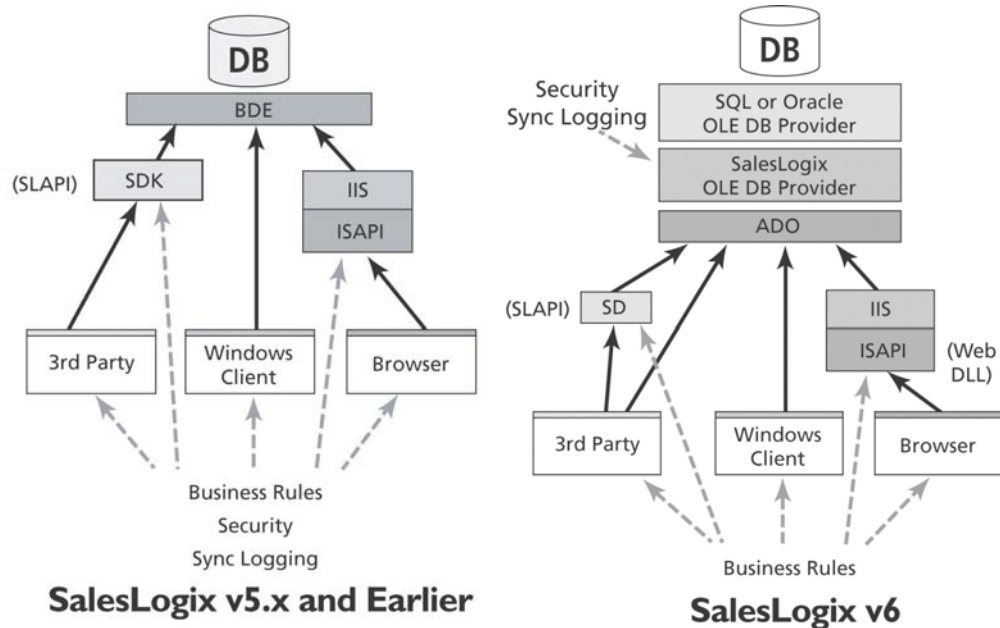 DB
BDE
(SLAPI)
SDK
IIS
ISAPI
3rd Party
Windows
Client
Browser
Business Rules
Security
Sync Logging
SalesLogix v5.x and Earlier
DB
Security
Sync Logging
SQL or Oracle
OLE DB Provider
SalesLogix
OLE DB Provider
ADO
(SLAPI)
SD
IIS
ISAPI
(Web
DLL)
3rd Party
Windows
Client
Browser
Business Rules
SalesLogix v6